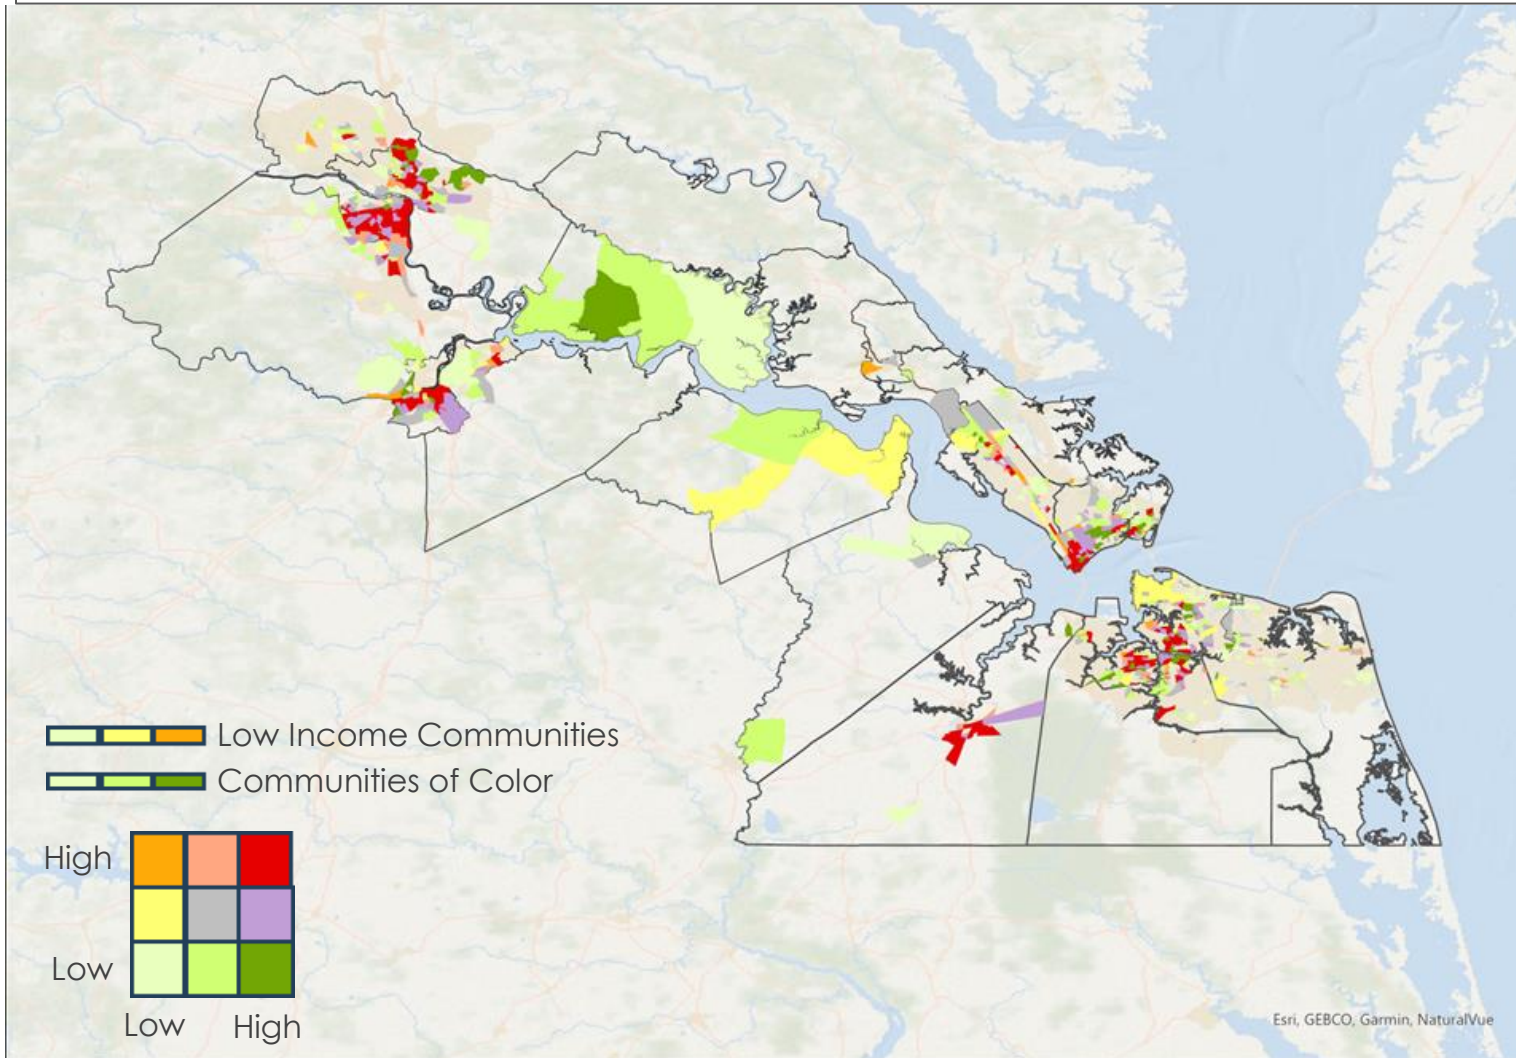 Low Income Communities
Communities of Color
High
Low
Low High
Esri, GEBCO, Garmin, NaturalVue